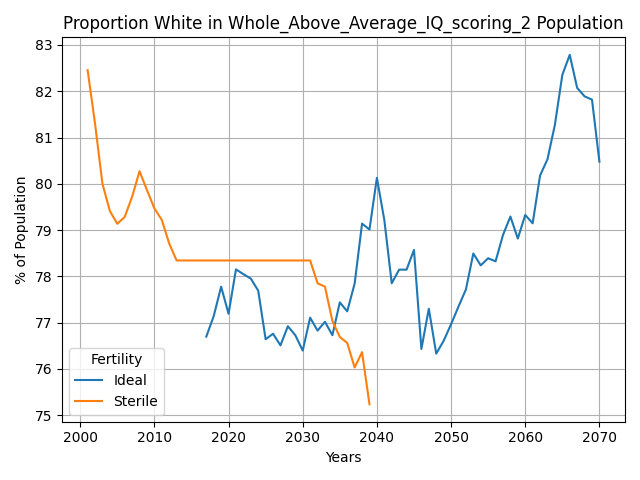 Proportion White in Whole_Above_Average_IQ_scoring_2 Population
% of Population
83
82
81
80
79
78
77
76
75
Fertility
Ideal
Sterile
2000 2010 2020 2030 2040 2050 2060 2070
Years